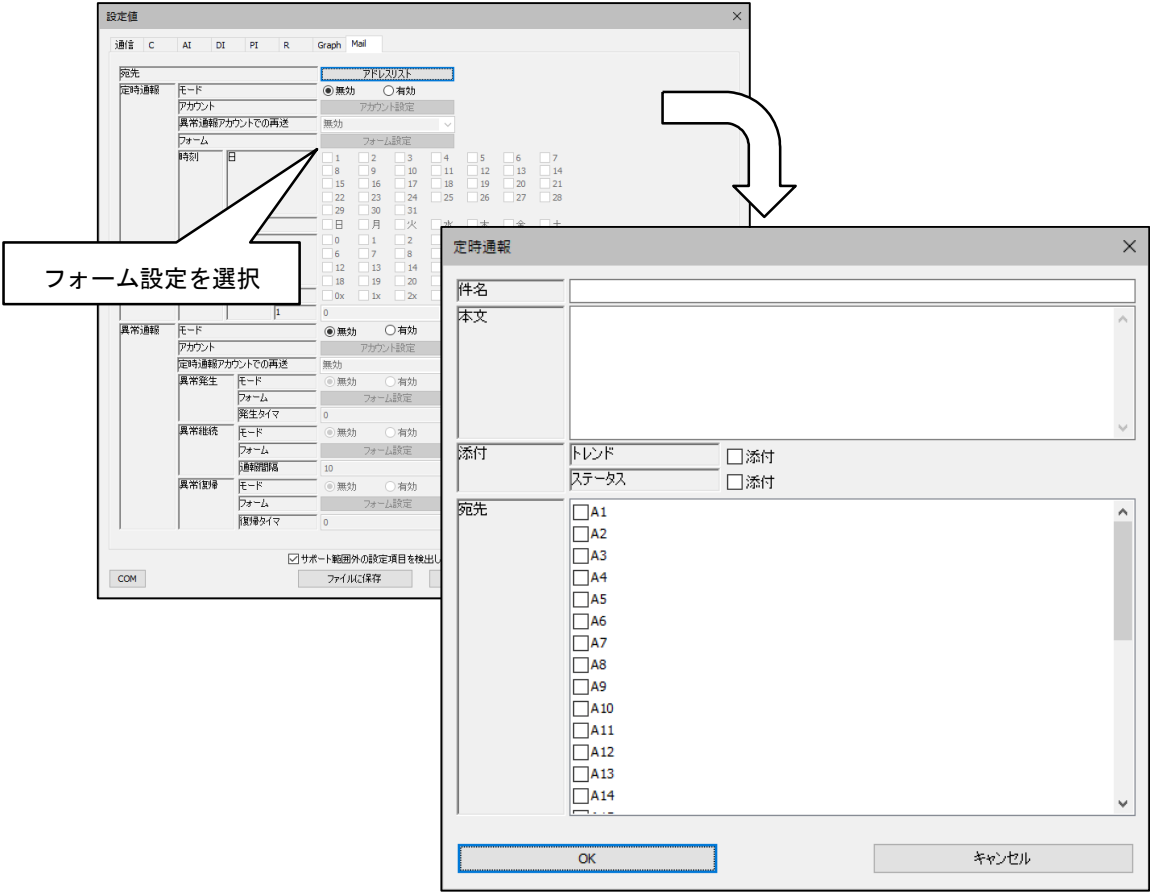 設定値
通信 C AI DI PI R Graph Mail
宛先 アドレスリスト
定時通報 モード 無効 有効
アカウント アカウント設定
異常通報アカウントでの再送 無効
フォーム フォーム設定
時刻 日 1 2 3 4 5 6 7
8 9 10 11 12 13 14
15 16 17 18 19 20 21
22 23 24 25 26 27 28
29 30 31
日 月 火 水 木 金 土
0 1 2
6 7 8
12 13 14
18 19 20
0x 1x 2x
1 0
フォーム設定を選択
異常通報 モード 無効 有効
アカウント アカウント設定
定時通報アカウントでの再送 無効
異常発生 モード 無効 有効
フォーム フォーム設定
発生タイマ 0
異常継続 モード 無効 有効
フォーム フォーム設定
通報間隔 10
異常復帰 モード 無効 有効
フォーム フォーム設定
復帰タイマ 0
サポート範囲外の設定項目を検出し
COM ファイルに保存
定時通報
件名
本文
添付 トレンド 添付
ステータス 添付
宛先 A1
A2
A3
A4
A5
A6
A7
A8
A9
A10
A11
A12
A13
A14
OK キャンセル